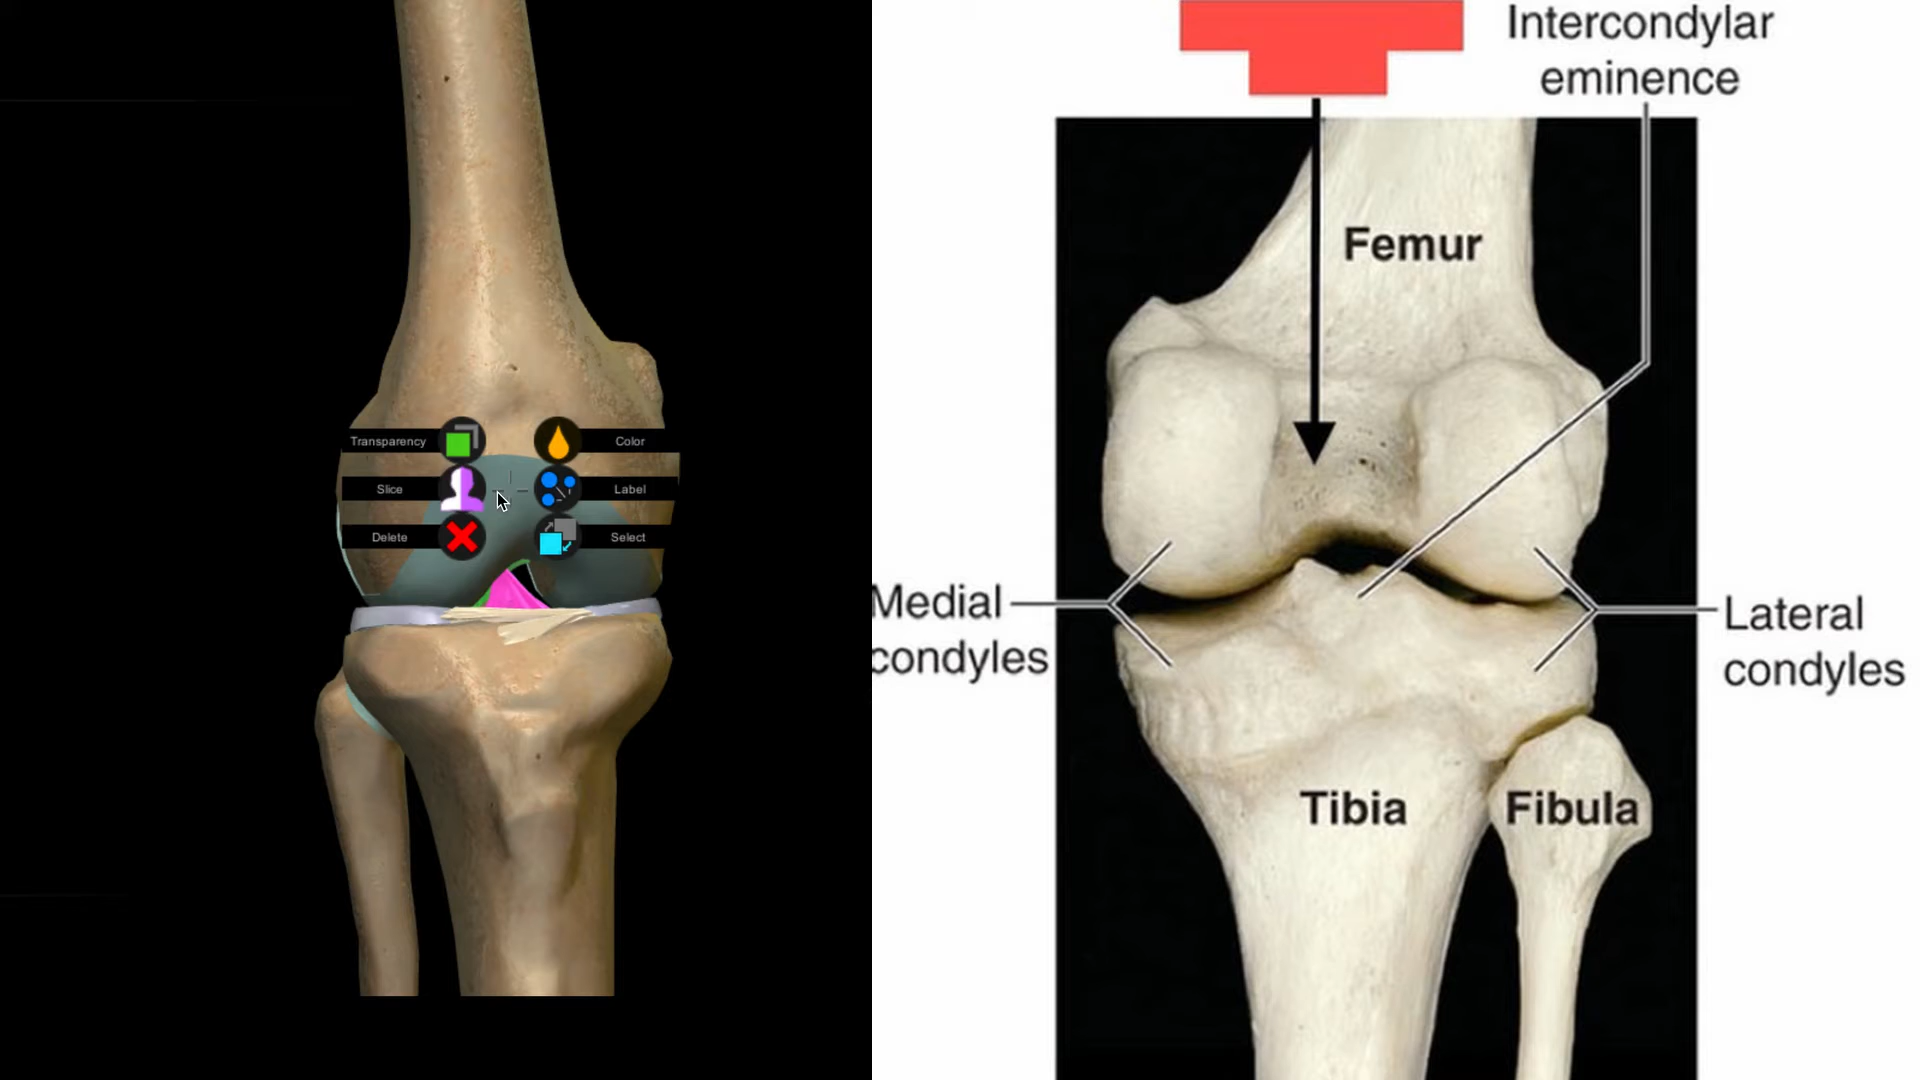 Transparency
Color
Slice
Label
Delete
Select
Intercondylar
eminence
Femur
Medial
condyles
Lateral
condyles
Tibia
Fibula